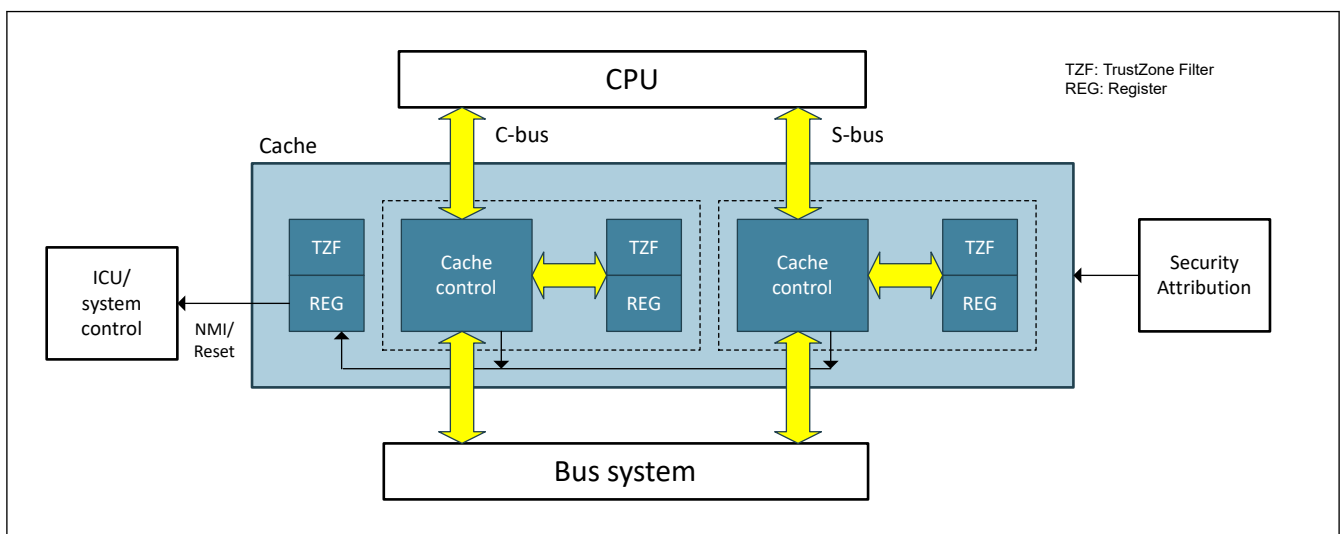 CPU
TZF: TrustZone Filter
REG: Register
C-bus
S-bus
Cache
TZF
REG
Cache
control
TZF
REG
Cache
control
TZF
REG
ICU/
system
control
NMI/
Reset
Security
Attribution
Bus system